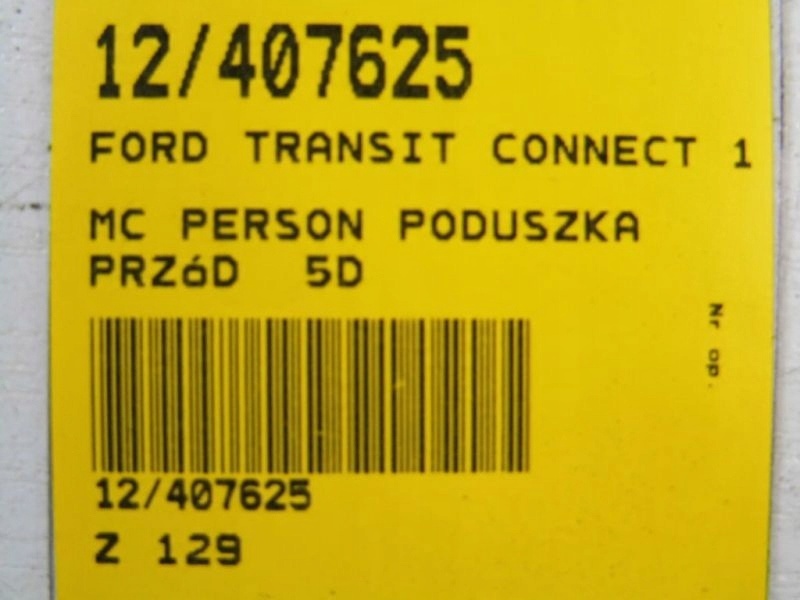 12/407625
FORD TRANSIT CONNECT 1
MC PERSON PODUSZKA
PRZóD 5D
Nr op.
12/407625
Z 129